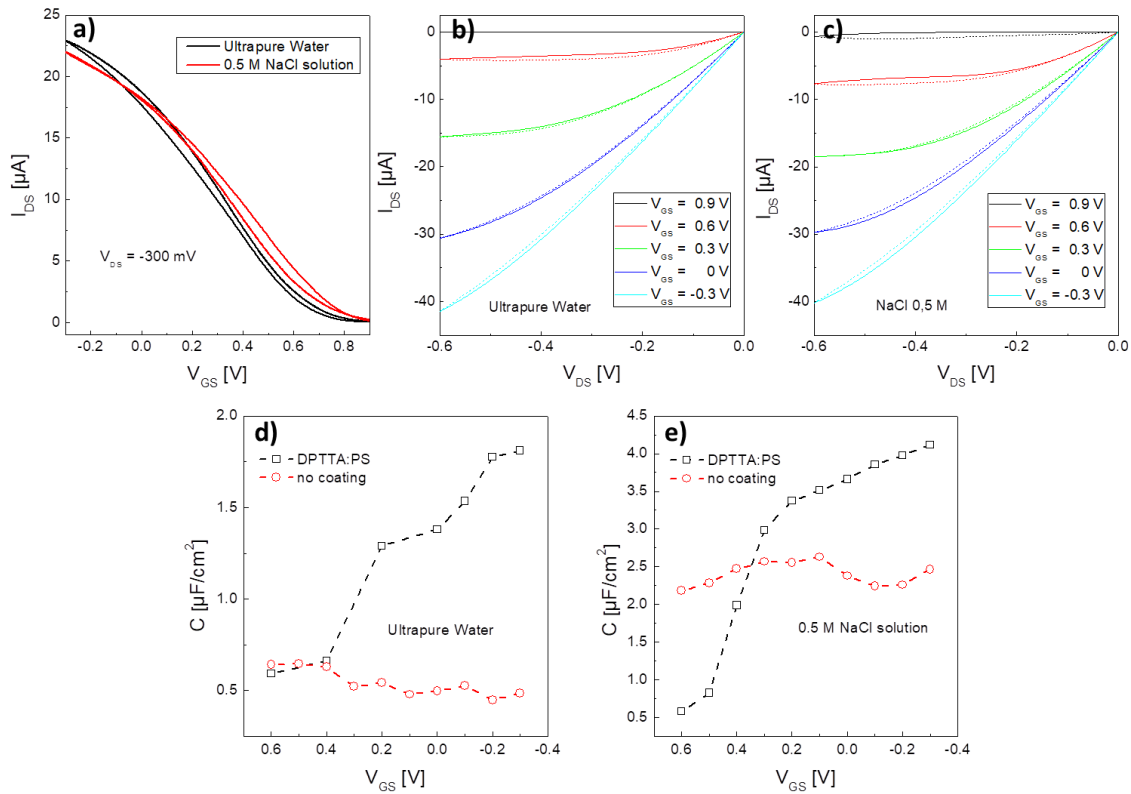 a)
25
20
15
10
5
0
I_DS [µA]
Ultrapure Water
0.5 M NaCl solution
V_DS = -300 mV
-0.2 0.0 0.2 0.4 0.6 0.8
V_GS [V]
b)
0
-10
-20
-30
-40
I_DS [µA]
V_GS = 0.9 V
V_GS = 0.6 V
V_GS = 0.3 V
V_GS = 0 V
V_GS = -0.3 V
Ultrapure Water
-0.6 -0.4 -0.2 0.0
V_DS [V]
c)
0
-10
-20
-30
-40
I_DS [µA]
V_GS = 0.9 V
V_GS = 0.6 V
V_GS = 0.3 V
V_GS = 0 V
V_GS = -0.3 V
NaCl 0,5 M
-0.6 -0.5 -0.4 -0.3 -0.2 -0.1 0.0
V_DS [V]
d)
2.0
1.5
1.0
0.5
C [µF/cm²]
DPTTA:PS
no coating
Ultrapure Water
0.6 0.4 0.2 0.0 -0.2 -0.4
V_GS [V]
e)
5.0
4.5
4.0
3.5
3.0
2.5
2.0
1.5
1.0
0.5
C [µF/cm²]
DPTTA:PS
no coating
0.5 M NaCl solution
0.6 0.4 0.2 0.0 -0.2 -0.4
V_GS [V]